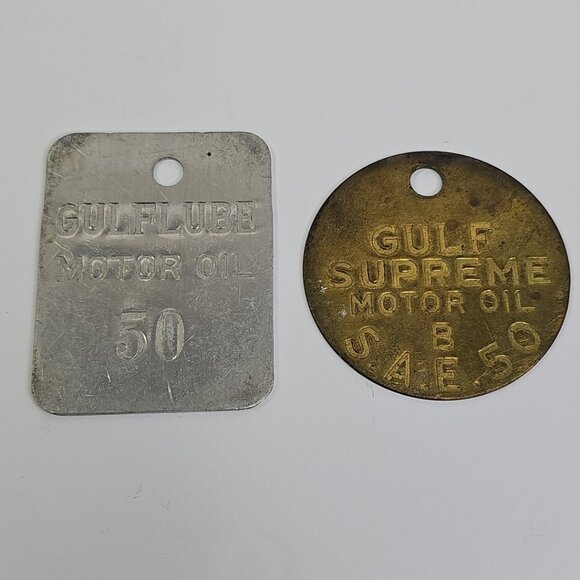 GULFLUBE
MOTOR OIL
50
GULF
SUPREME
MOTOR OIL
B
S.A.E.50